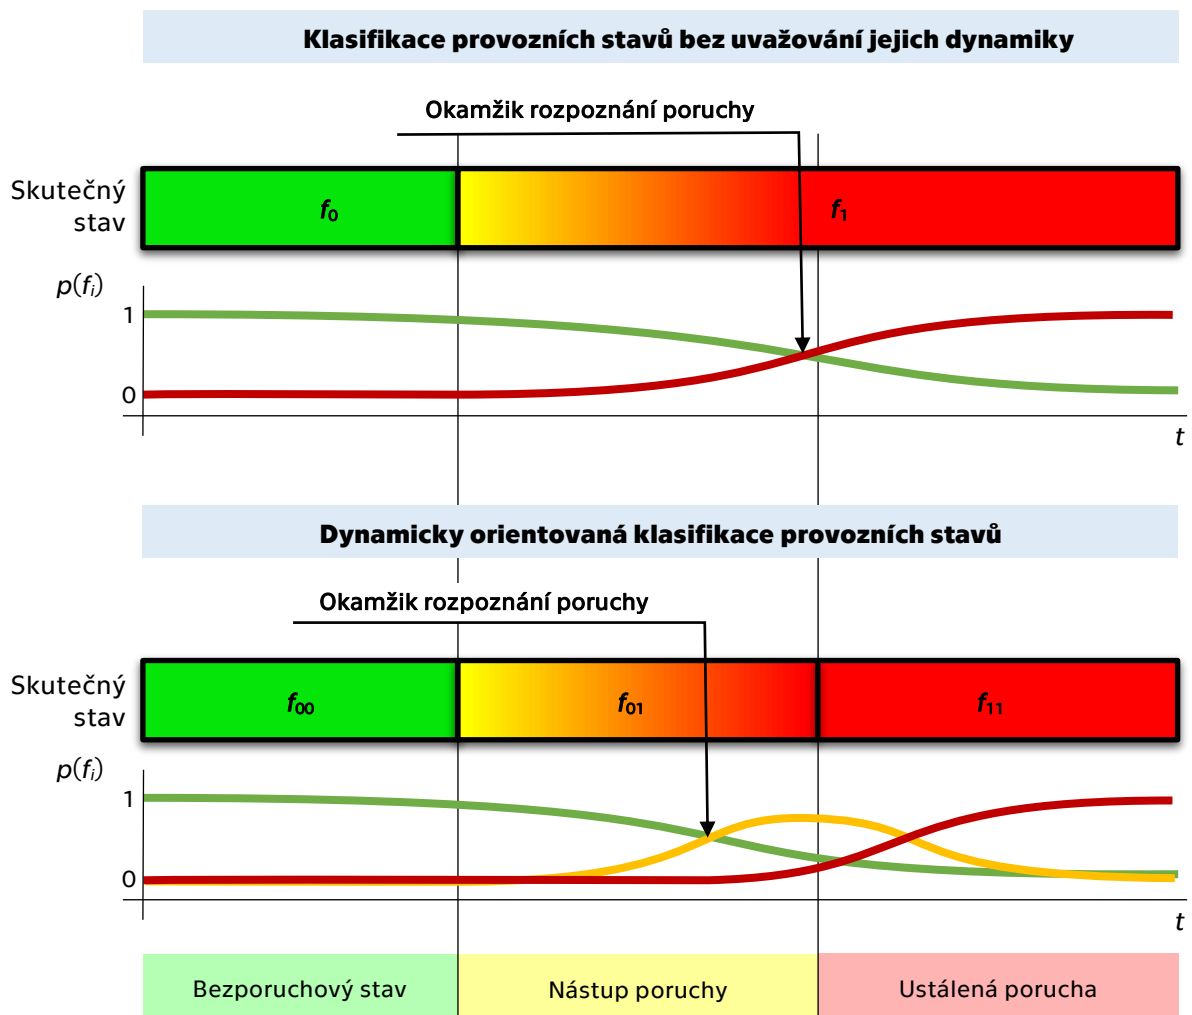 Klasifikace provozních stavů bez uvažování jejich dynamiky
Okamžik rozpoznání poruchy
Skutečný
stav
f0
f1
p(fi)
1
0
t
Dynamicky orientovaná klasifikace provozních stavů
Okamžik rozpoznání poruchy
Skutečný
stav
f00
f01
f11
p(fi)
1
0
t
Bezporuchový stav
Nástup poruchy
Ustálená porucha